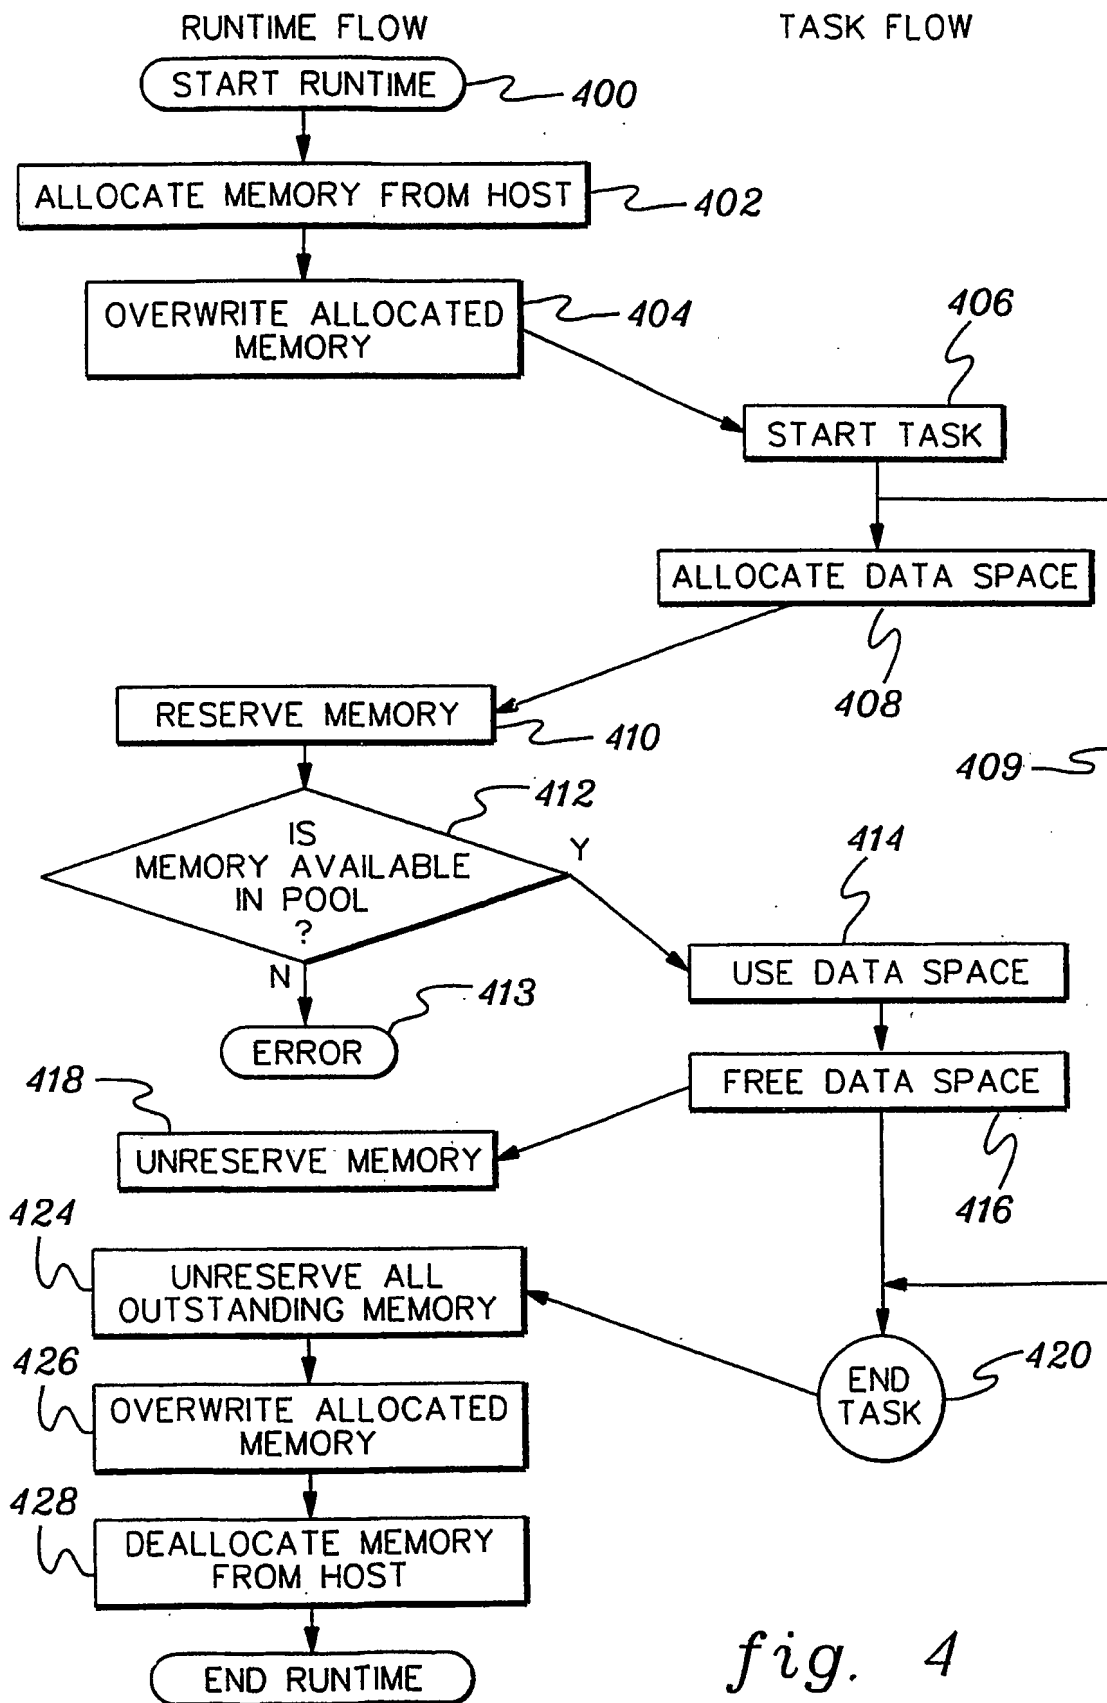 RUNTIME FLOW
TASK FLOW
START RUNTIME
400
ALLOCATE MEMORY FROM HOST
402
OVERWRITE ALLOCATED
MEMORY
404
406
START TASK
ALLOCATE DATA SPACE
408
RESERVE MEMORY
410
409
412
IS
MEMORY AVAILABLE
IN POOL
?
Y
N
414
USE DATA SPACE
413
ERROR
FREE DATA SPACE
416
418
UNRESERVE MEMORY
424
UNRESERVE ALL
OUTSTANDING MEMORY
420
END
TASK
426
OVERWRITE ALLOCATED
MEMORY
428
DEALLOCATE MEMORY
FROM HOST
END RUNTIME
fig. 4